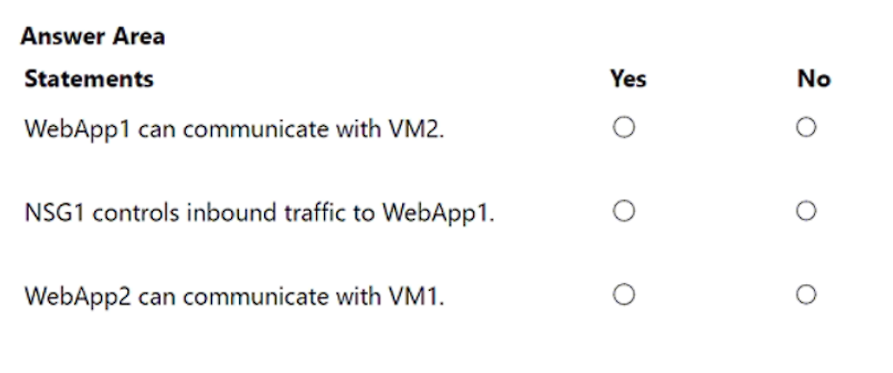 Answer Area
Statements Yes No
WebApp1 can communicate with VM2.
NSG1 controls inbound traffic to WebApp1.
WebApp2 can communicate with VM1.